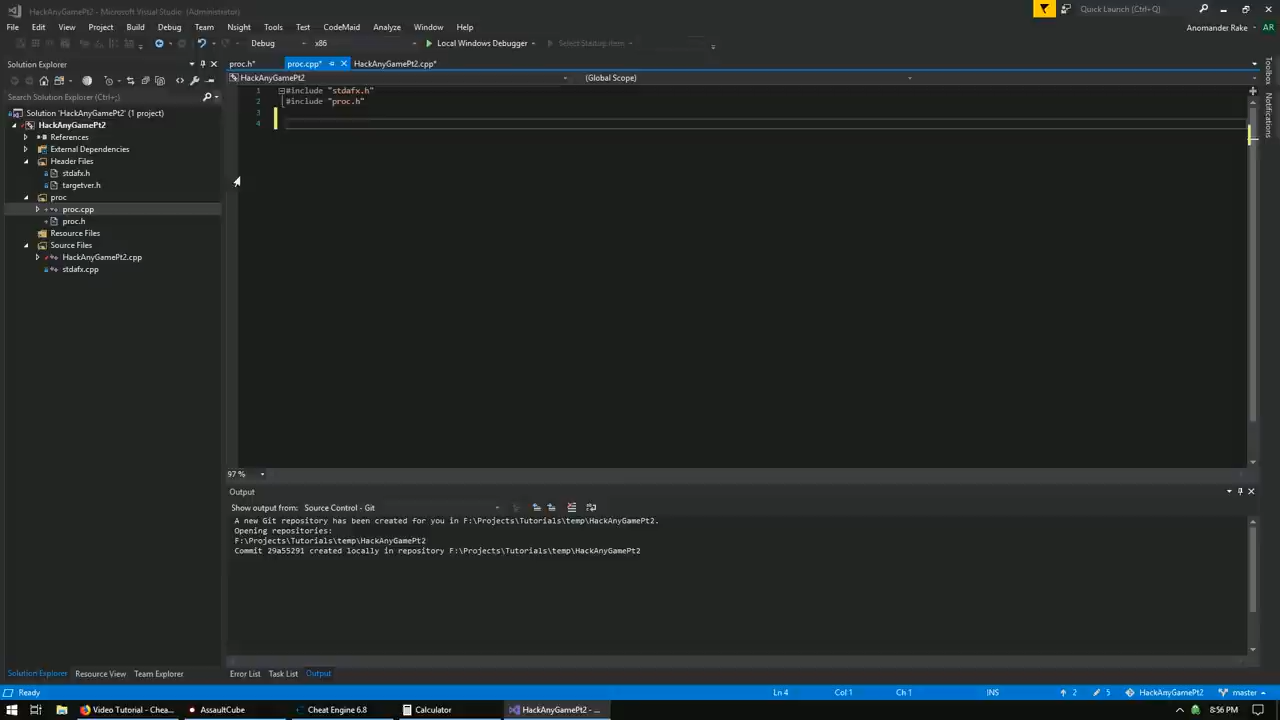 HackAnyGamePt2 - Microsoft Visual Studio (Administrator)
Quick Launch (Ctrl+Q)
File Edit View Project Build Debug Team Nsight Tools Test CodeMaid Analyze Window Help
Anomander Rake AR
Debug x86 Local Windows Debugger Select Startup Item
Solution Explorer
proc.h* proc.cpp* HackAnyGamePt2.cpp*
HackAnyGamePt2 (Global Scope)
Search Solution Explorer (Ctrl+;)
Solution 'HackAnyGamePt2' (1 project)
HackAnyGamePt2
References
External Dependencies
Header Files
stdafx.h
targetver.h
proc
proc.cpp
proc.h
Resource Files
Source Files
HackAnyGamePt2.cpp
stdafx.cpp
1 #include "stdafx.h"
2 #include "proc.h"
3
4
Toolbox
Notifications
97 %
Output
Show output from: Source Control - Git
A new Git repository has been created for you in F:\Projects\Tutorials\temp\HackAnyGamePt2.
Opening repositories:
F:\Projects\Tutorials\temp\HackAnyGamePt2
Commit 29a55291 created locally in repository F:\Projects\Tutorials\temp\HackAnyGamePt2
Solution Explorer Resource View Team Explorer
Error List Task List Output
Ready Ln 4 Col 1 Ch 1 INS 2 5 HackAnyGamePt2 master
Video Tutorial - Chea... AssaultCube Cheat Engine 6.8 Calculator HackAnyGamePt2 - ... 8:56 PM